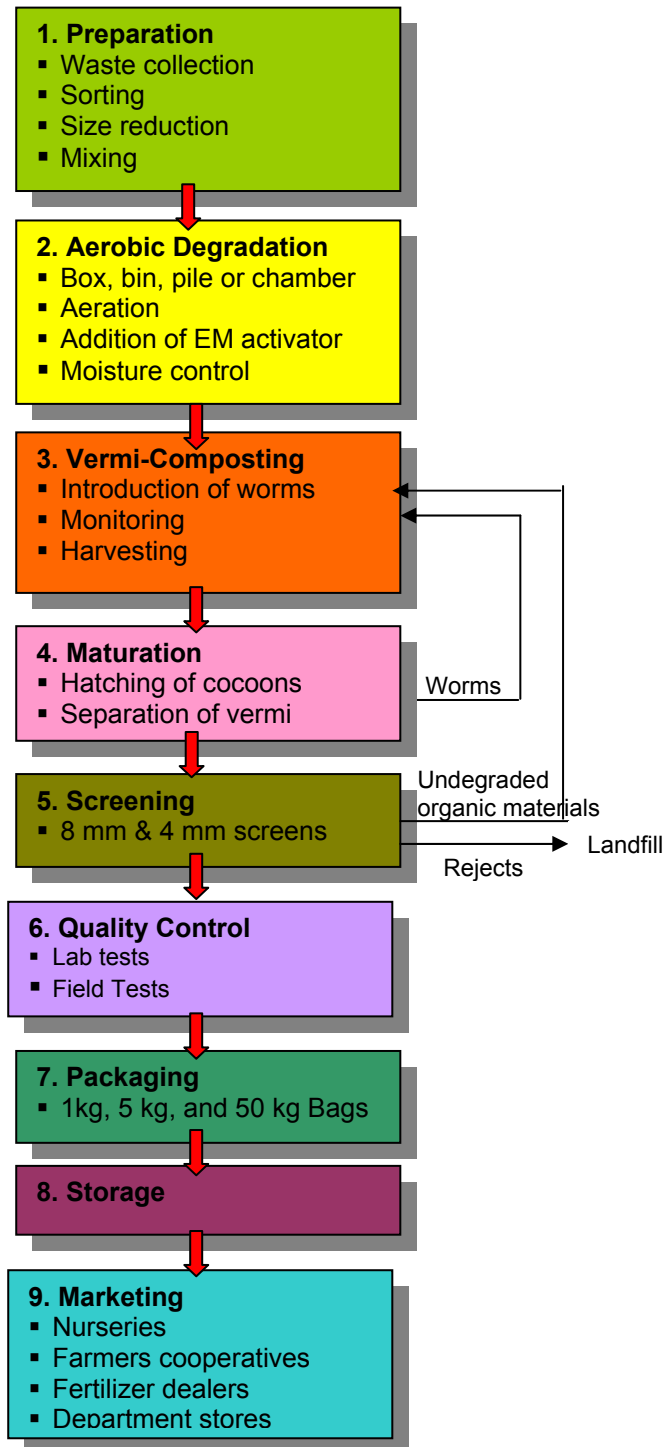 1. Preparation
▪ Waste collection
▪ Sorting
▪ Size reduction
▪ Mixing
2. Aerobic Degradation
▪ Box, bin, pile or chamber
▪ Aeration
▪ Addition of EM activator
▪ Moisture control
3. Vermi-Composting
▪ Introduction of worms
▪ Monitoring
▪ Harvesting
4. Maturation
▪ Hatching of cocoons
▪ Separation of vermi
Worms
5. Screening
▪ 8 mm & 4 mm screens
Undegraded
organic materials
Rejects
Landfill
6. Quality Control
▪ Lab tests
▪ Field Tests
7. Packaging
▪ 1kg, 5 kg, and 50 kg Bags
8. Storage
9. Marketing
▪ Nurseries
▪ Farmers cooperatives
▪ Fertilizer dealers
▪ Department stores